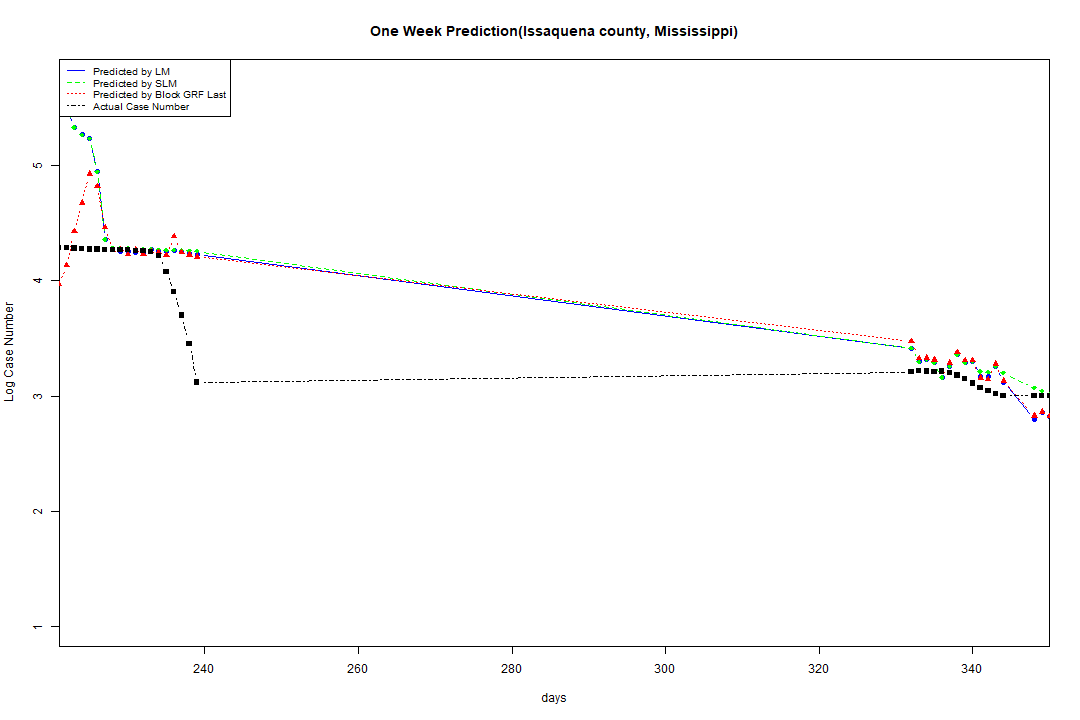 One Week Prediction(Issaquena county, Mississippi)
Predicted by LM
Predicted by SLM
Predicted by Block GRF Last
Actual Case Number
Log Case Number
5
4
3
2
1
240 260 280 300 320 340
days